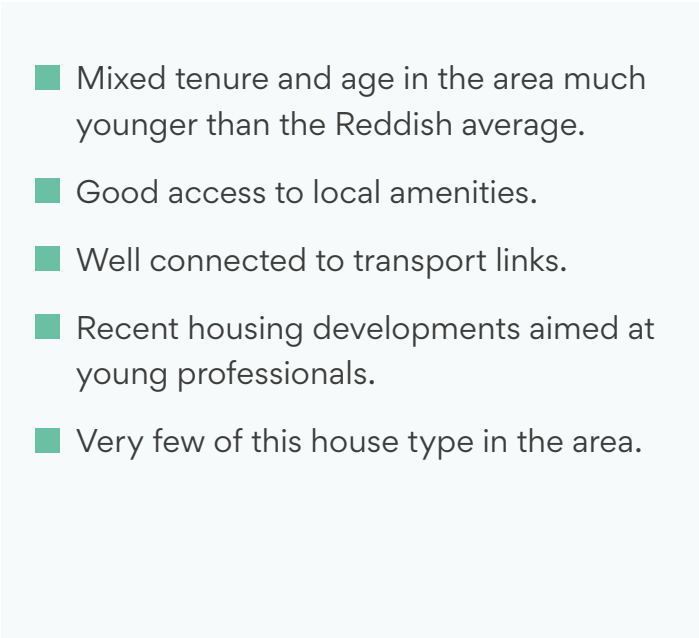 Mixed tenure and age in the area much
younger than the Reddish average.
Good access to local amenities.
Well connected to transport links.
Recent housing developments aimed at
young professionals.
Very few of this house type in the area.